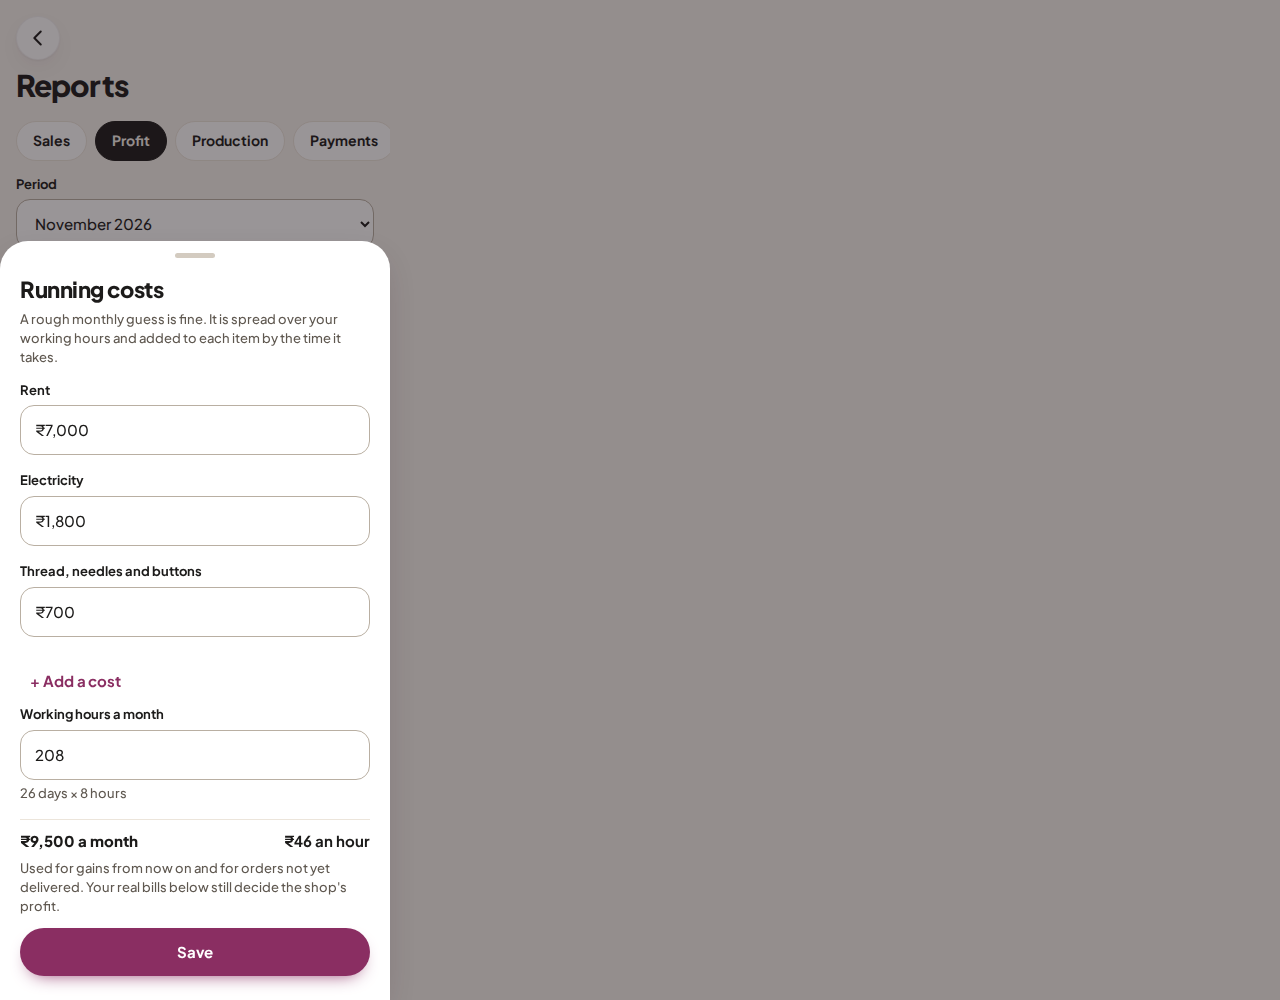 Reports
Sales
Profit
Production
Payments
Period
November 2026
Running costs
A rough monthly guess is fine. It is spread over your
working hours and added to each item by the time it
takes.
Rent
₹7,000
Electricity
₹1,800
Thread, needles and buttons
₹700
+ Add a cost
Working hours a month
208
26 days × 8 hours
₹9,500 a month
₹46 an hour
Used for gains from now on and for orders not yet
delivered. Your real bills below still decide the shop's
profit.
Save